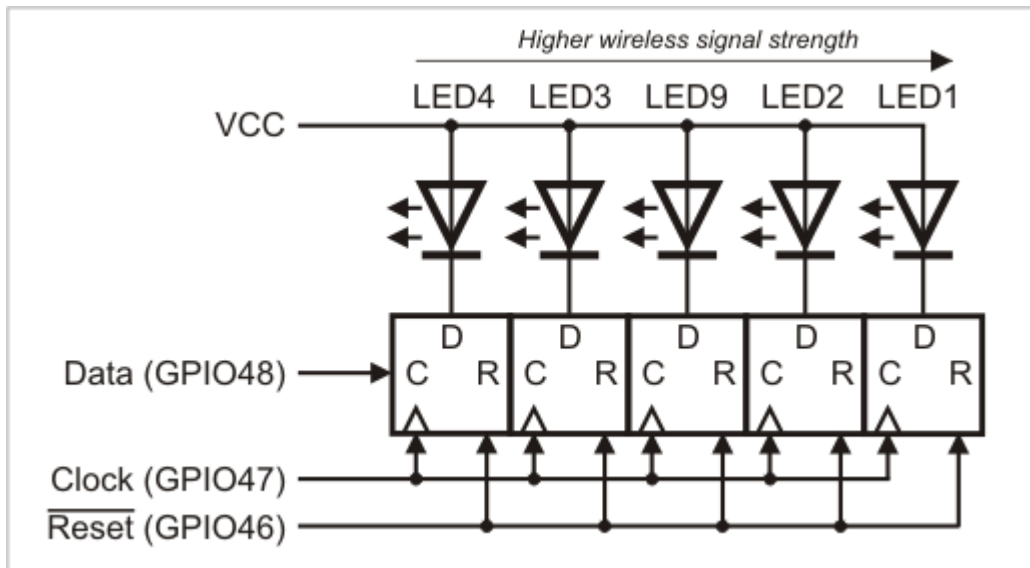 Higher wireless signal strength
LED4 LED3 LED9 LED2 LED1
VCC
D D D D D
Data (GPIO48)
C R C R C R C R C R
Clock (GPIO47)
Reset (GPIO46)